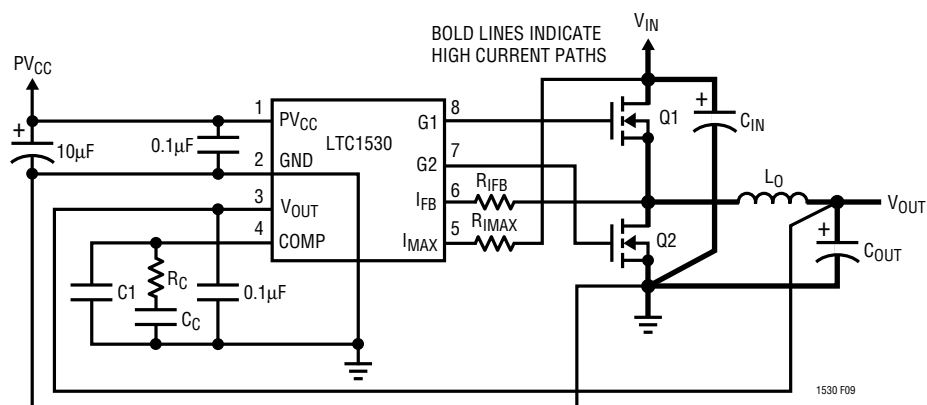 BOLD LINES INDICATE
HIGH CURRENT PATHS
VIN
PVCC
+
10µF
0.1µF
1
PVCC
2
GND
3
VOUT
4
COMP
LTC1530
8
G1
7
G2
6
IFB
5
IMAX
RIFB
RIMAX
Q1
Q2
+
CIN
LO
VOUT
+
COUT
C1
RC
CC
0.1µF
1530 F09